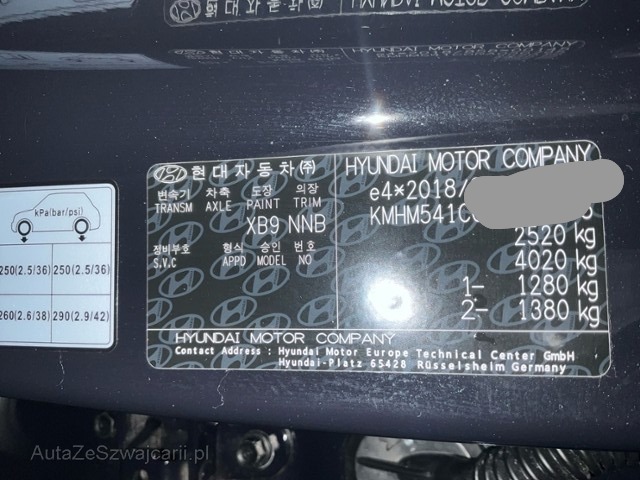 HYUNDAI MOTOR COMPANY
kPa(bar/psi)
250(2.5/36) 250(2.5/36)
260(2.6/38) 290(2.9/42)
현대자동차㈜ HYUNDAI MOTOR COMPANY
변속기 차축 도장 의장
TRANSM AXLE PAINT TRIM
XB9 NNB
정비부호 형식 승인 번호
S.V.C APPD MODEL NO
e4*2018/
KMHM541C
2520 kg
4020 kg
1- 1280 kg
2- 1380 kg
HYUNDAI MOTOR COMPANY
Contact Address : Hyundai Motor Europe Technical Center GmbH
Hyundai-Platz 65428 Rüsselsheim Germany
AutaZeSzwajcarii.pl